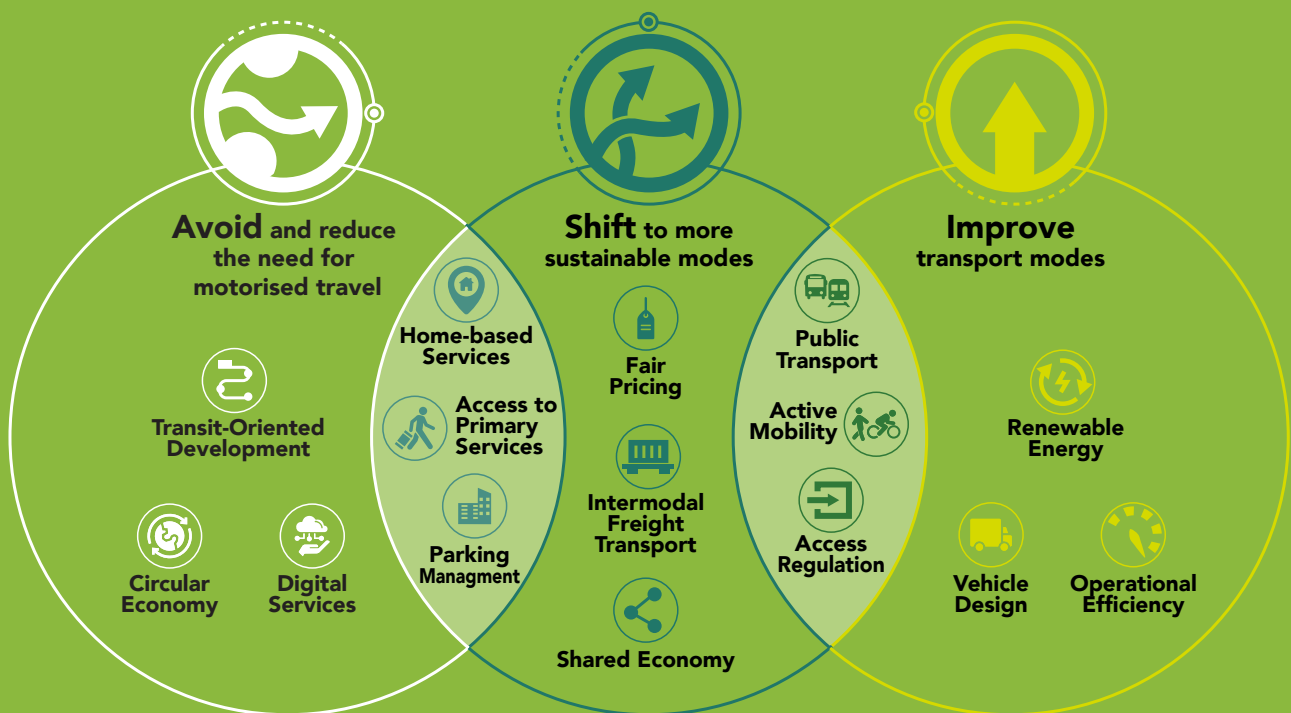 Avoid and reduce
the need for
motorised travel
Transit-Oriented
Development
Circular
Economy
Digital
Services
Home-based
Services
Access to
Primary
Services
Parking
Managment
Shift to more
sustainable modes
Fair
Pricing
Intermodal
Freight
Transport
Shared Economy
Public
Transport
Active
Mobility
Access
Regulation
Improve
transport modes
Renewable
Energy
Vehicle
Design
Operational
Efficiency